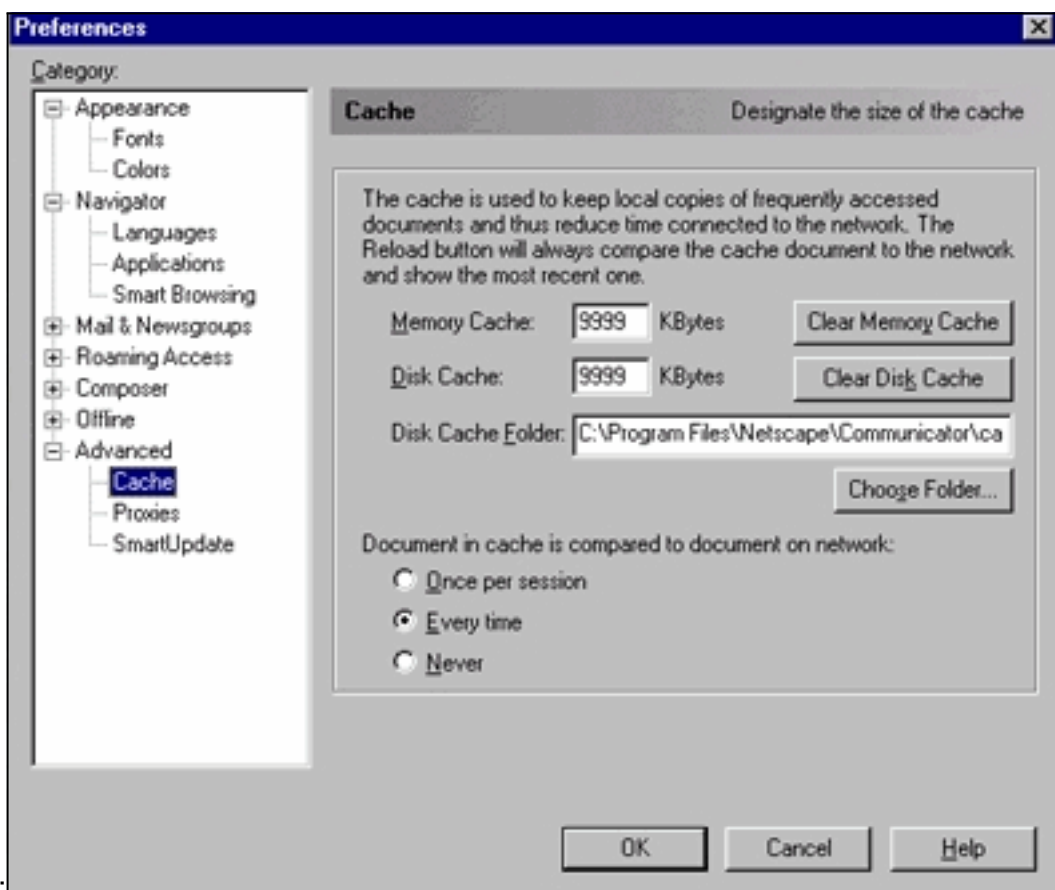 Preferences
Category:
Appearance
Fonts
Colors
Navigator
Languages
Applications
Smart Browsing
Mail & Newsgroups
Roaming Access
Composer
Offline
Advanced
Cache
Proxies
SmartUpdate
Cache Designate the size of the cache
The cache is used to keep local copies of frequently accessed
documents and thus reduce time connected to the network. The
Reload button will always compare the cache document to the network
and show the most recent one.
Memory Cache: 9999 KBytes Clear Memory Cache
Disk Cache: 9999 KBytes Clear Disk Cache
Disk Cache Folder: C:\Program Files\Netscape\Communicator\ca
Choose Folder...
Document in cache is compared to document on network:
Once per session
Every time
Never
OK Cancel Help
.